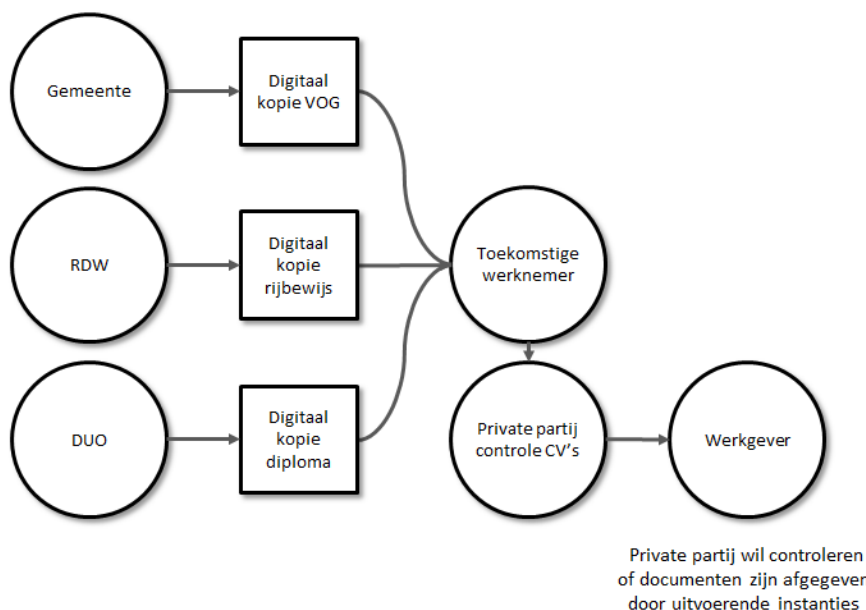 Gemeente
Digitaal
kopie VOG
RDW
Digitaal
kopie
rijbewijs
Toekomstige
werknemer
DUO
Digitaal
kopie
diploma
Private partij
controle CV's
Werkgever
Private partij wil controleren
of documenten zijn afgegeven
door uitvoerende instanties